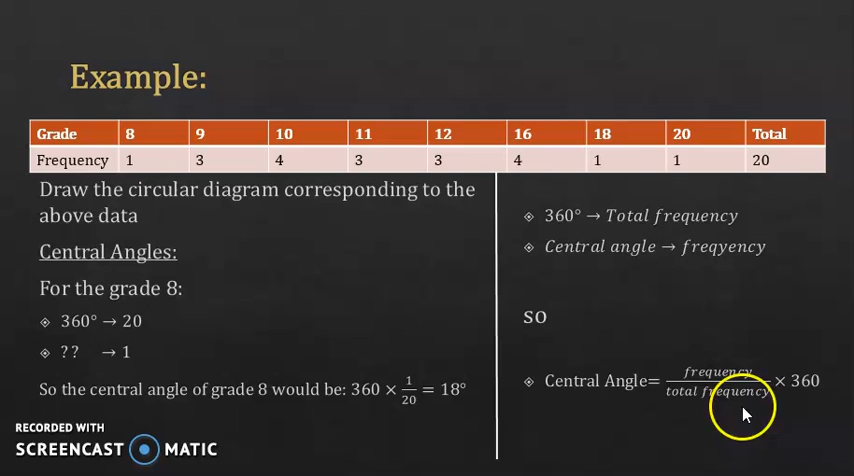 Example:
Grade 8 9 10 11 12 16 18 20 Total
Frequency 1 3 4 3 3 4 1 1 20
Draw the circular diagram corresponding to the
above data
Central Angles:
For the grade 8:
360° → 20
?? → 1
So the central angle of grade 8 would be: 360 × 1/20 = 18°
360° → Total frequency
Central angle → freqyency
so
Central Angle= frequency/total frequency × 360
RECORDED WITH
SCREENCAST MATIC